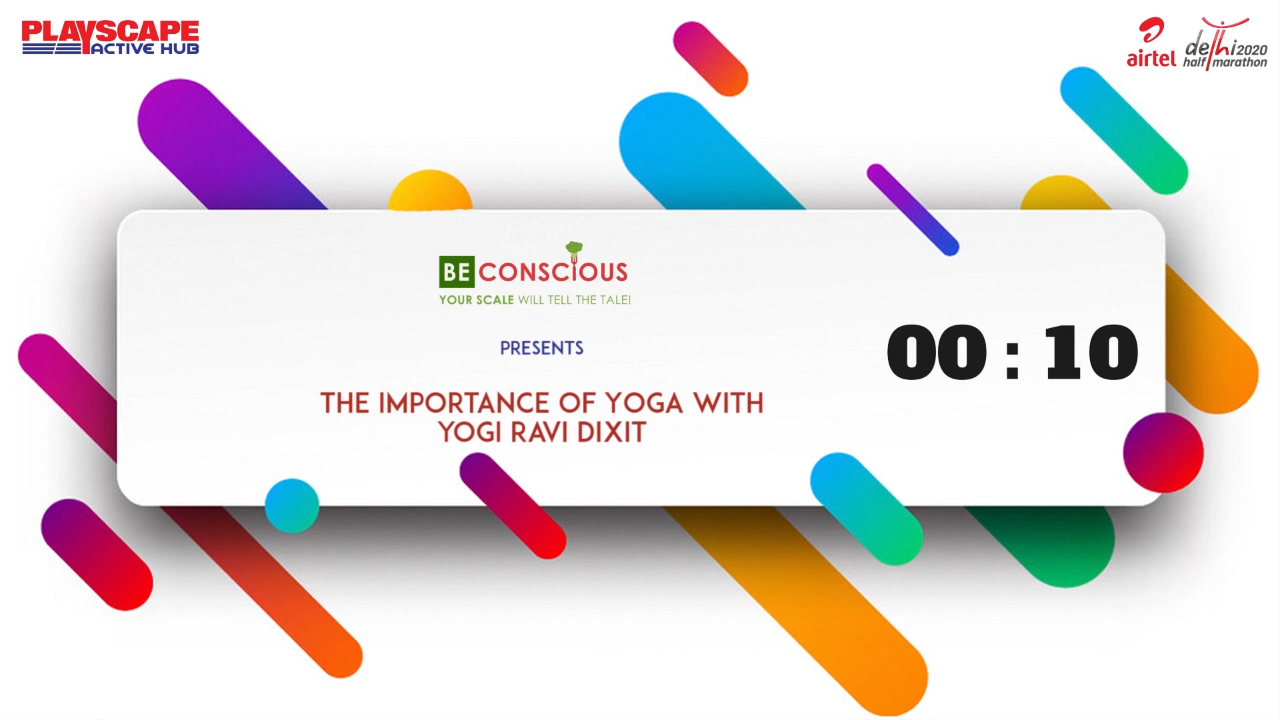 PLAYSCAPE
ACTIVE HUB
airtel delhi 2020
half marathon
BE CONSCIOUS
YOUR SCALE WILL TELL THE TALE!
PRESENTS
THE IMPORTANCE OF YOGA WITH
YOGI RAVI DIXIT
00 : 10